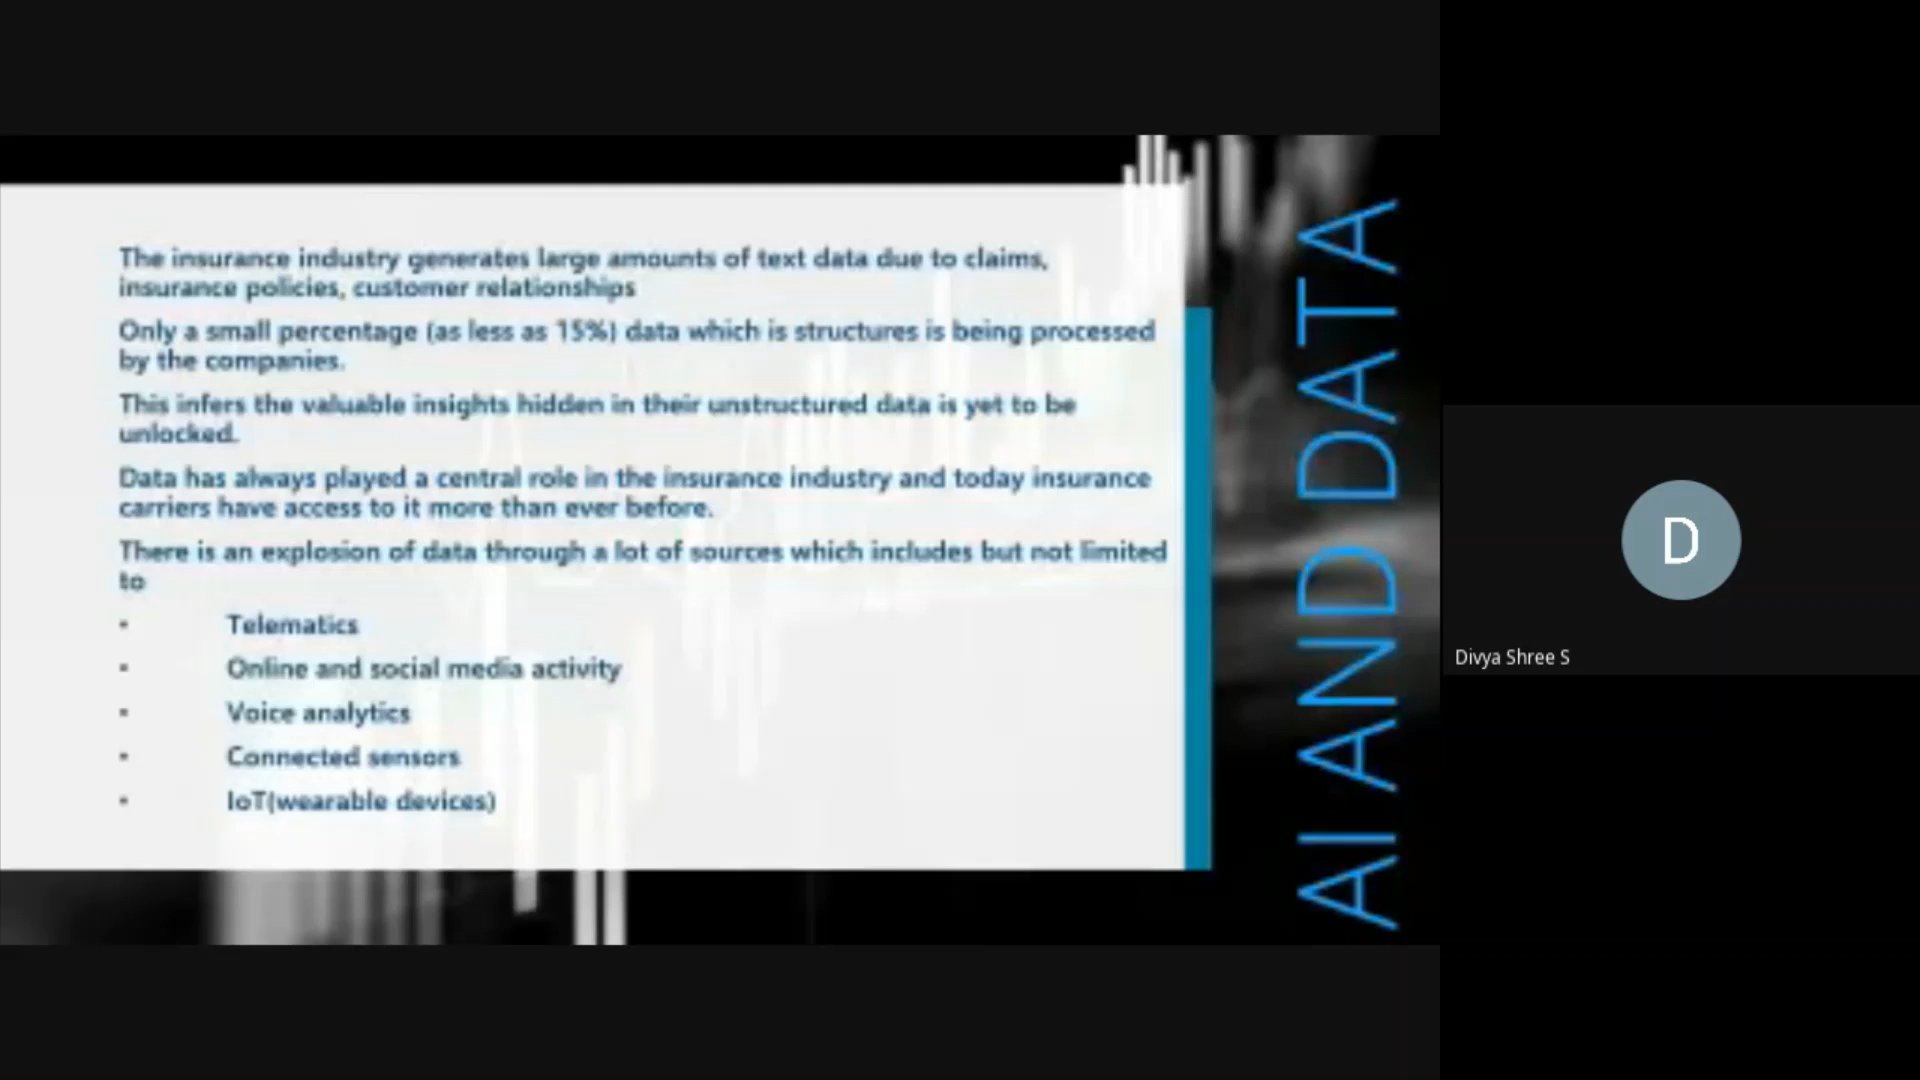 The insurance industry generates large amounts of text data due to claims,
insurance policies, customer relationships
Only a small percentage (as less as 15%) data which is structures is being processed
by the companies.
This infers the valuable insights hidden in their unstructured data is yet to be
unlocked.
Data has always played a central role in the insurance industry and today insurance
carriers have access to it more than ever before.
There is an explosion of data through a lot of sources which includes but not limited
to
• Telematics
• Online and social media activity
• Voice analytics
• Connected sensors
• IoT(wearable devices)
AI AND DATA
D
Divya Shree S